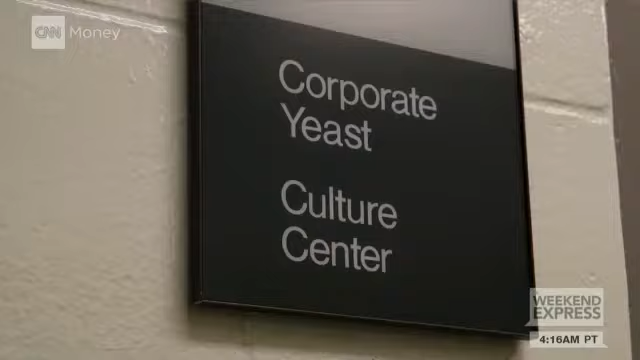 CNN Money
Corporate
Yeast
Culture
Center
WEEKEND
EXPRESS
4:16AM PT